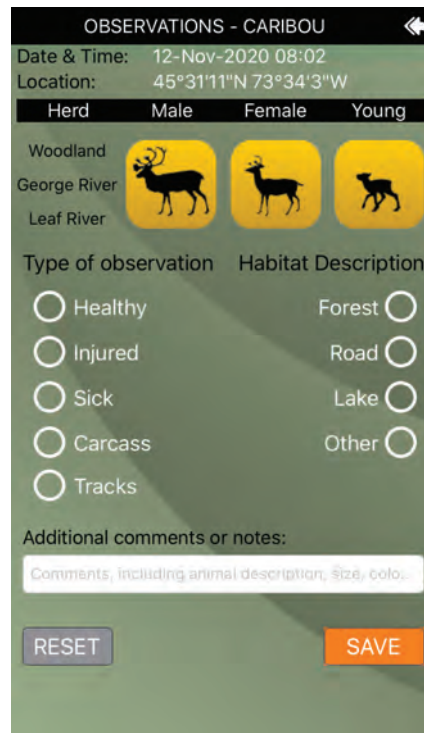 OBSERVATIONS - CARIBOU
Date & Time: 12-Nov-2020 08:02
Location: 45°31'11"N 73°34'3"W
Herd Male Female Young
Woodland
George River
Leaf River
Type of observation Habitat Description
Healthy Forest
Injured Road
Sick Lake
Carcass Other
Tracks
Additional comments or notes:
Comments, including animal description, size, colo...
RESET SAVE